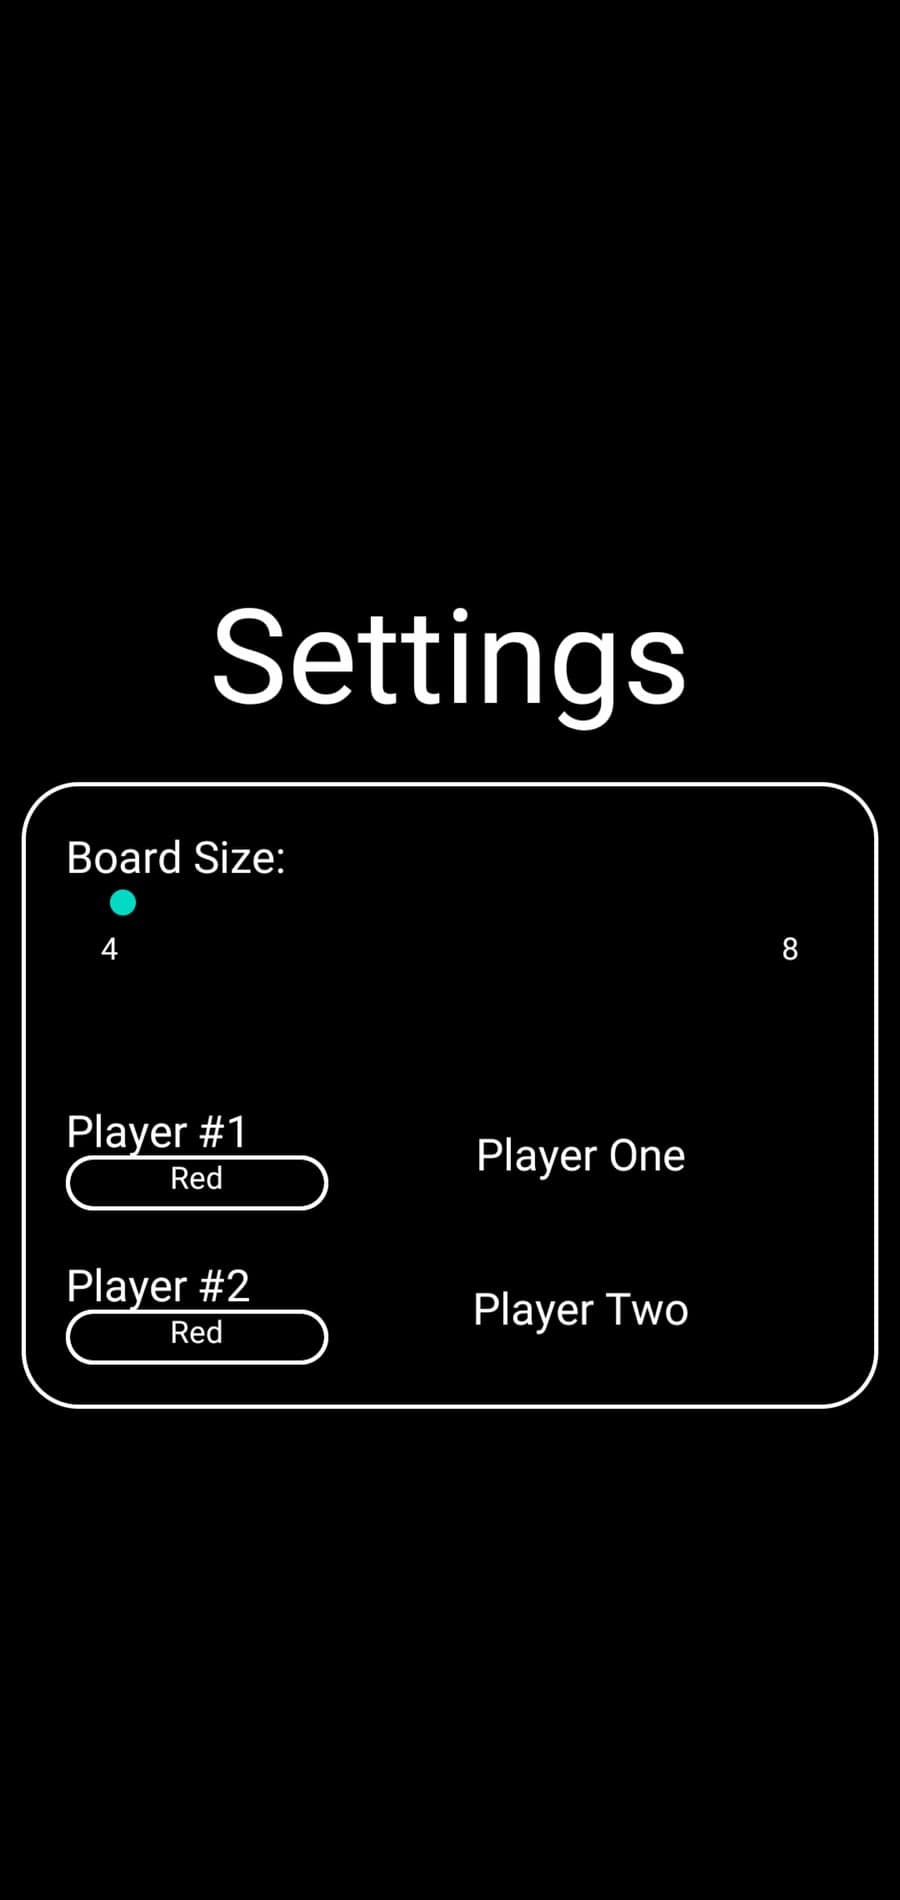 Settings
Board Size:
4 8
Player #1
Red
Player One
Player #2
Red
Player Two